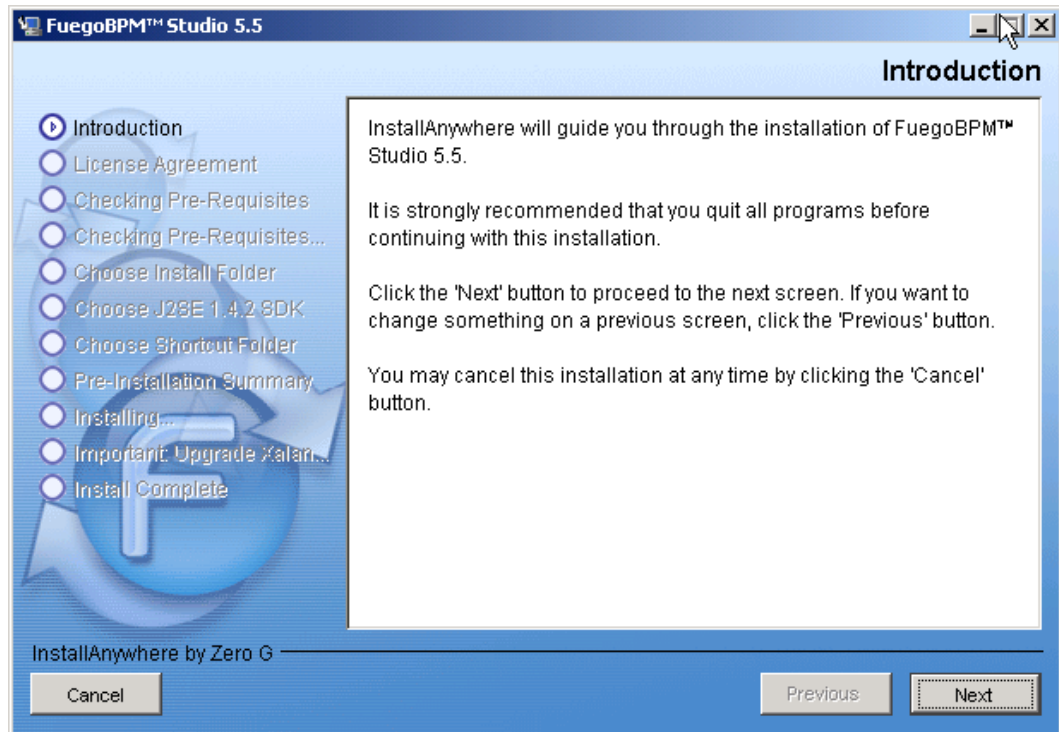 FuegoBPM™ Studio 5.5
Introduction
Introduction
License Agreement
Checking Pre-Requisites
Checking Pre-Requisites...
Choose Install Folder
Choose J2SE 1.4.2 SDK
Choose Shortcut Folder
Pre-Installation Summary
Installing...
Important: Upgrade Xalan...
Install Complete
InstallAnywhere will guide you through the installation of FuegoBPM™
Studio 5.5.
It is strongly recommended that you quit all programs before
continuing with this installation.
Click the 'Next' button to proceed to the next screen. If you want to
change something on a previous screen, click the 'Previous' button.
You may cancel this installation at any time by clicking the 'Cancel'
button.
InstallAnywhere by Zero G
Cancel
Previous
Next